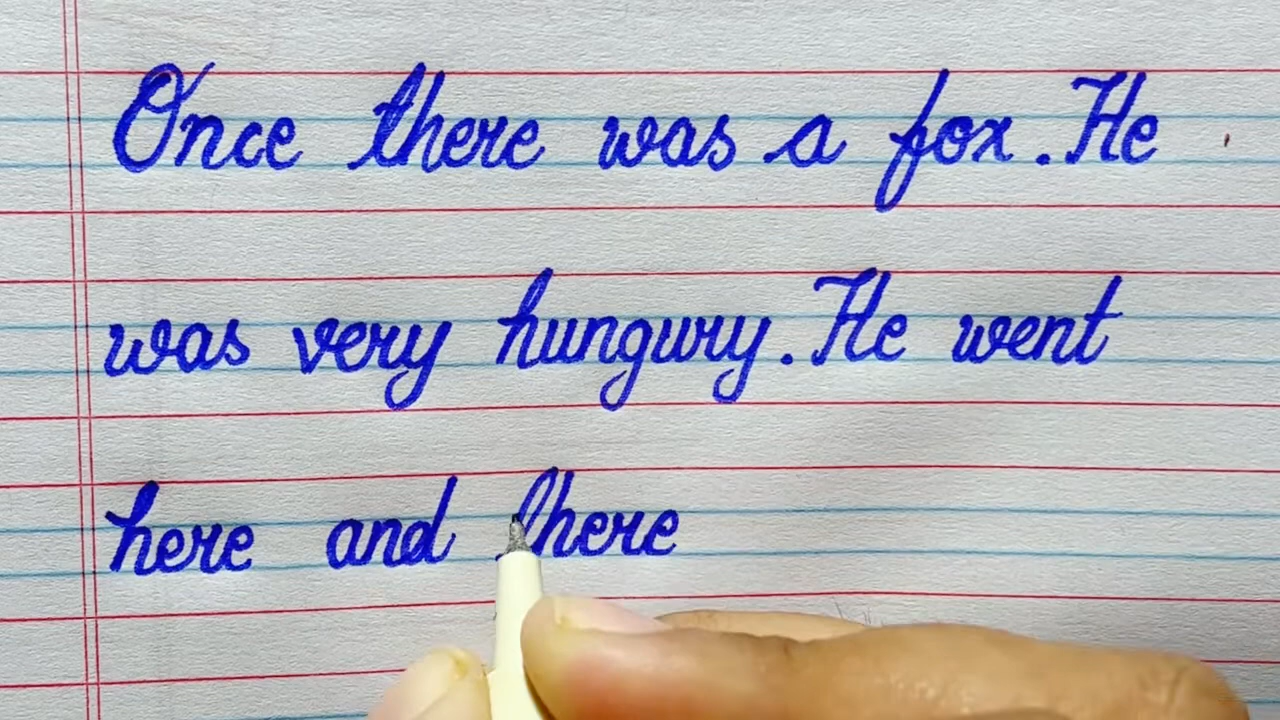 Once there was a fox. He
was very hungury. He went
here and there